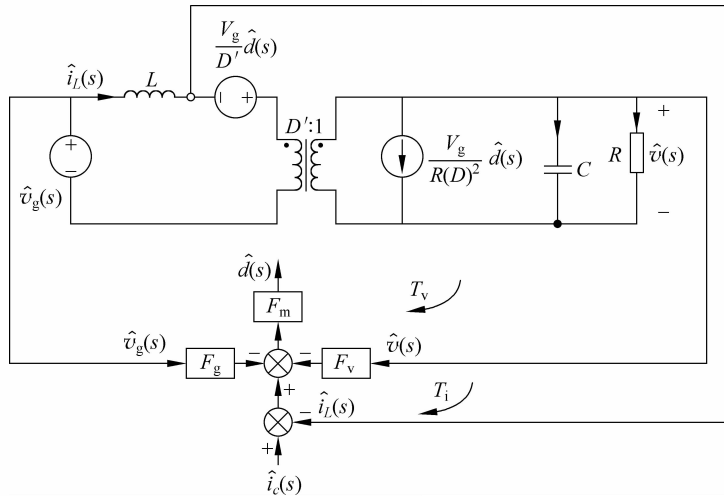 V_g/D' d̂(s)
î_L(s)
L
D′:1
+
−
v̂_g(s)
− +
V_g/R(D)² d̂(s)
C
R
+
v̂(s)
−
d̂(s)
F_m
T_v
v̂_g(s)
F_g
−
−
F_v
v̂(s)
+
T_i
− î_L(s)
+
î_c(s)